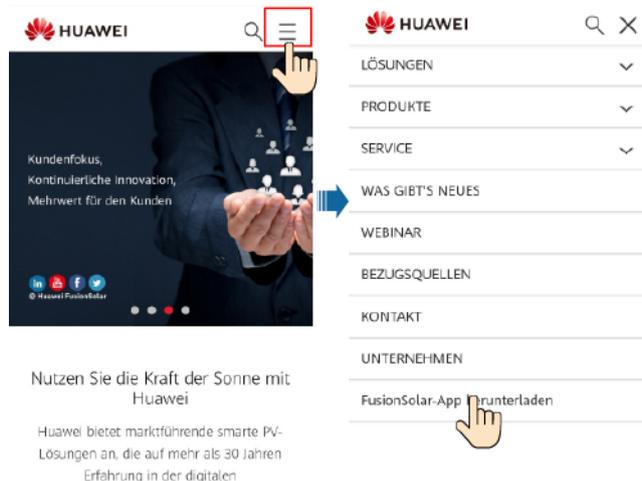 HUAWEI
Kundenfokus,
Kontinuierliche Innovation,
Mehrwert für den Kunden
© Huawei FusionSolar
Nutzen Sie die Kraft der Sonne mit
Huawei
Huawei bietet marktführende smarte PV-
Lösungen an, die auf mehr als 30 Jahren
Erfahrung in der digitalen
HUAWEI
LÖSUNGEN
PRODUKTE
SERVICE
WAS GIBT'S NEUES
WEBINAR
BEZUGSQUELLEN
KONTAKT
UNTERNEHMEN
FusionSolar-App herunterladen